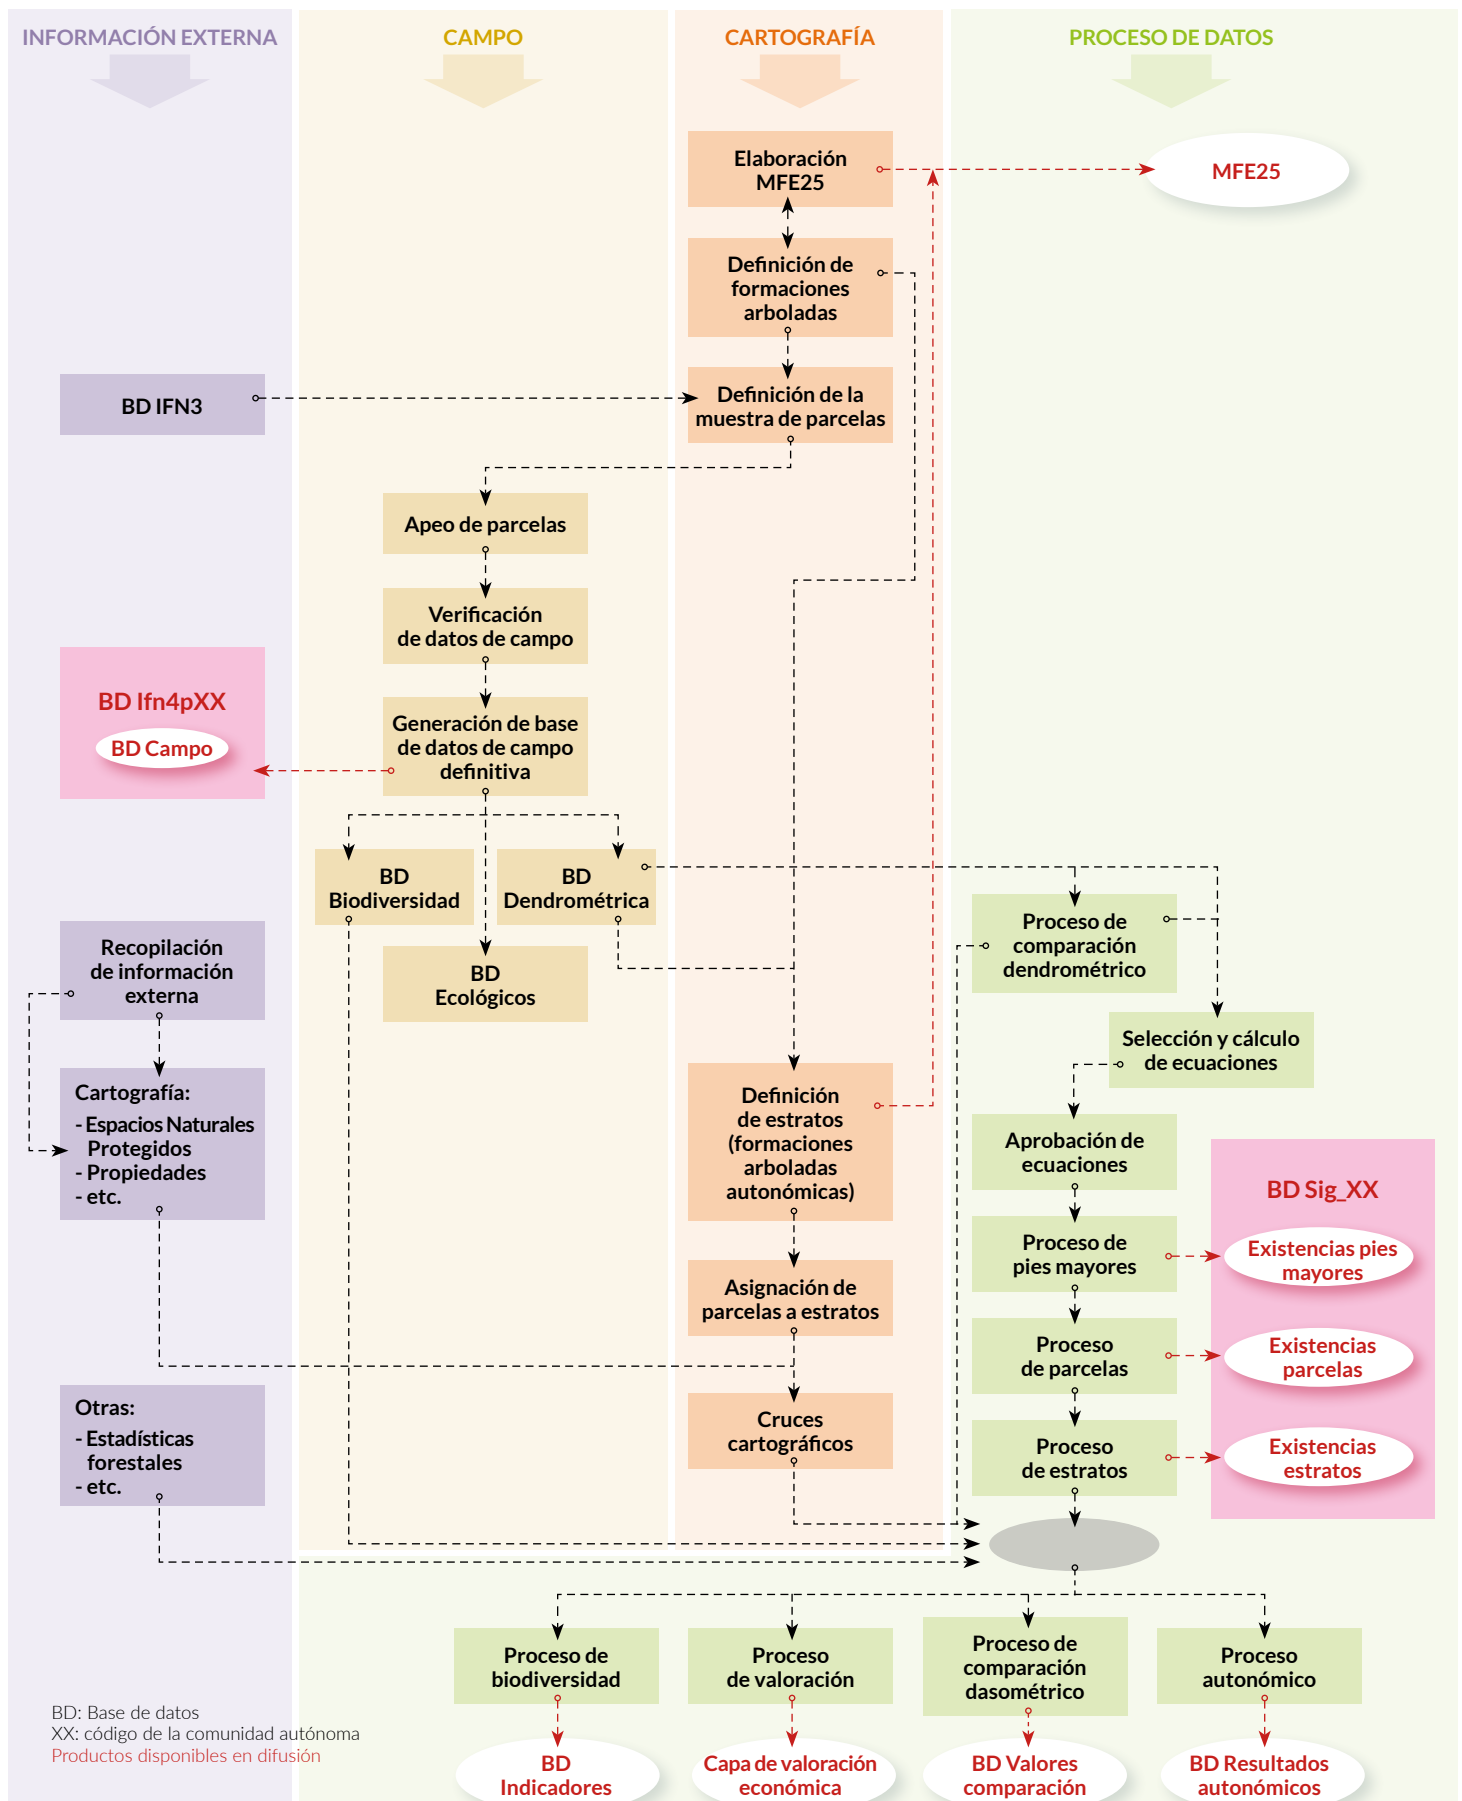 INFORMACIÓN EXTERNA
CAMPO
CARTOGRAFÍA
PROCESO DE DATOS
Elaboración
MFE25
MFE25
Definición de
formaciones
arboladas
BD IFN3
Definición de la
muestra de parcelas
Apeo de parcelas
Verificación
de datos de campo
BD Ifn4pXX
BD Campo
Generación de base
de datos de campo
definitiva
BD
Biodiversidad
BD
Dendrométrica
BD
Ecológicos
Recopilación
de información
externa
Proceso de
comparación
dendrométrico
Selección y cálculo
de ecuaciones
Cartografía:
- Espacios Naturales
Protegidos
- Propiedades
- etc.
Definición
de estratos
(formaciones
arboladas
autonómicas)
Aprobación de
ecuaciones
BD Sig_XX
Proceso de
pies mayores
Existencias pies
mayores
Asignación de
parcelas a estratos
Proceso
de parcelas
Existencias
parcelas
Otras:
- Estadísticas
forestales
- etc.
Cruces
cartográficos
Proceso
de estratos
Existencias
estratos
Proceso de
biodiversidad
Proceso
de valoración
Proceso de
comparación
dasométrico
Proceso
autonómico
BD
Indicadores
Capa de valoración
económica
BD Valores
comparación
BD Resultados
autonómicos
BD: Base de datos
XX: código de la comunidad autónoma
Productos disponibles en difusión